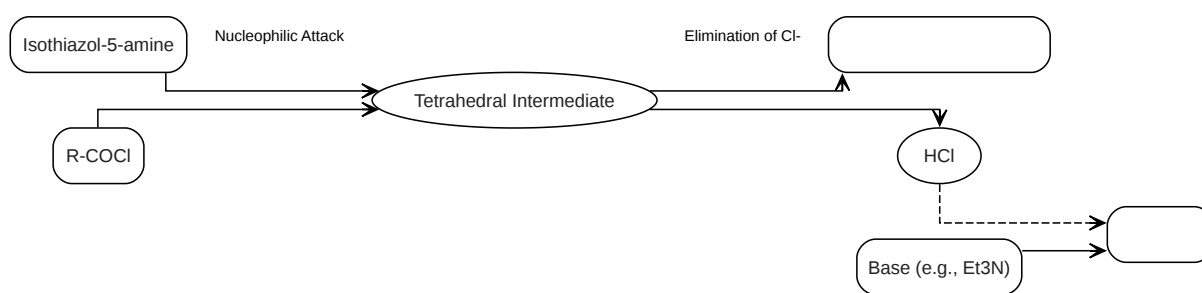 Isothiazol-5-amine
Nucleophilic Attack
Elimination of Cl-
Tetrahedral Intermediate
R-COCl
HCl
Base (e.g., Et3N)